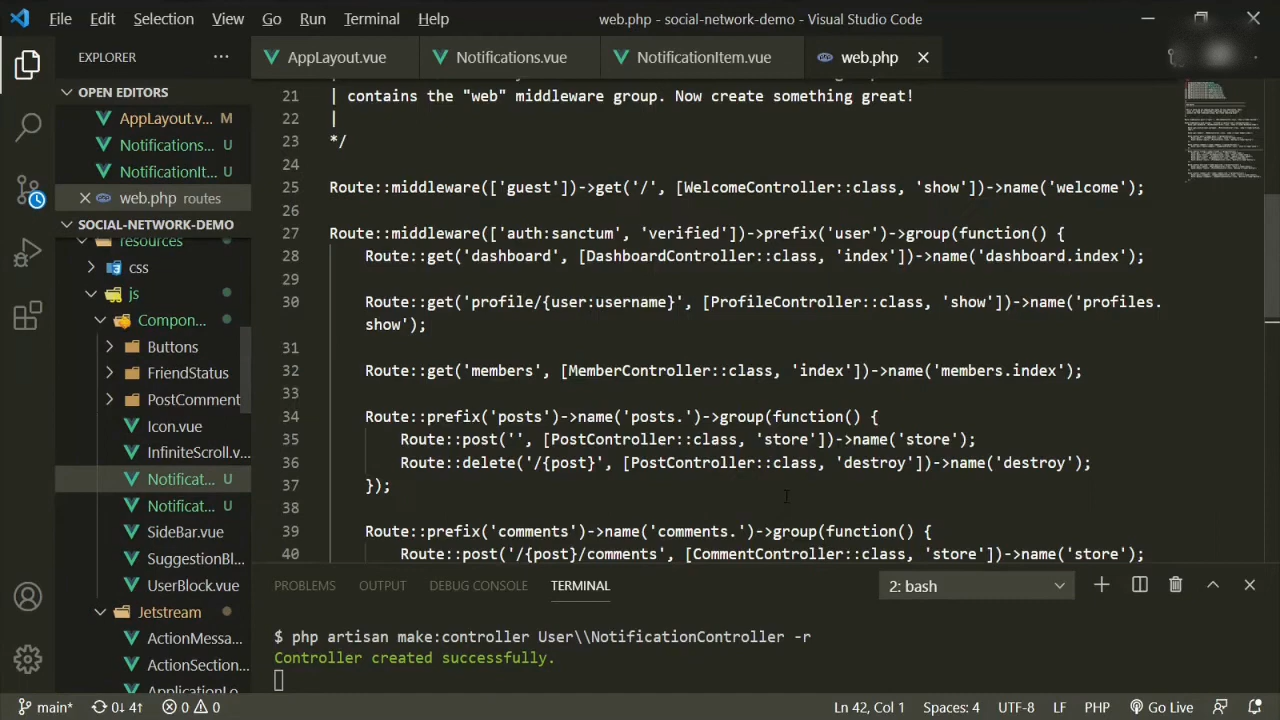 File Edit Selection View Go Run Terminal Help web.php - social-network-demo - Visual Studio Code
EXPLORER ...
AppLayout.vue Notifications.vue NotificationItem.vue web.php
OPEN EDITORS
AppLayout.v... M
Notifications... U
NotificationIt... U
web.php routes
SOCIAL-NETWORK-DEMO
resources
css
js
Compon...
Buttons
FriendStatus
PostComment
Icon.vue
InfiniteScroll.v...
Notificat... U
Notificat... U
SideBar.vue
SuggestionBl...
UserBlock.vue
Jetstream
ActionMessa...
ActionSection...
ApplicationLo
21 | contains the "web" middleware group. Now create something great!
22 |
23 */
24
25 Route::middleware(['guest'])->get('/', [WelcomeController::class, 'show'])->name('welcome');
26
27 Route::middleware(['auth:sanctum', 'verified'])->prefix('user')->group(function() {
28 Route::get('dashboard', [DashboardController::class, 'index'])->name('dashboard.index');
29
30 Route::get('profile/{user:username}', [ProfileController::class, 'show'])->name('profiles.
show');
31
32 Route::get('members', [MemberController::class, 'index'])->name('members.index');
33
34 Route::prefix('posts')->name('posts.')->group(function() {
35 Route::post('', [PostController::class, 'store'])->name('store');
36 Route::delete('/{post}', [PostController::class, 'destroy'])->name('destroy');
37 });
38
39 Route::prefix('comments')->name('comments.')->group(function() {
40 Route::post('/{post}/comments', [CommentController::class, 'store'])->name('store');
PROBLEMS OUTPUT DEBUG CONSOLE TERMINAL 2: bash
$ php artisan make:controller User\\NotificationController -r
Controller created successfully.
main* 0↓ 4↑ 0 0 Ln 42, Col 1 Spaces: 4 UTF-8 LF PHP Go Live